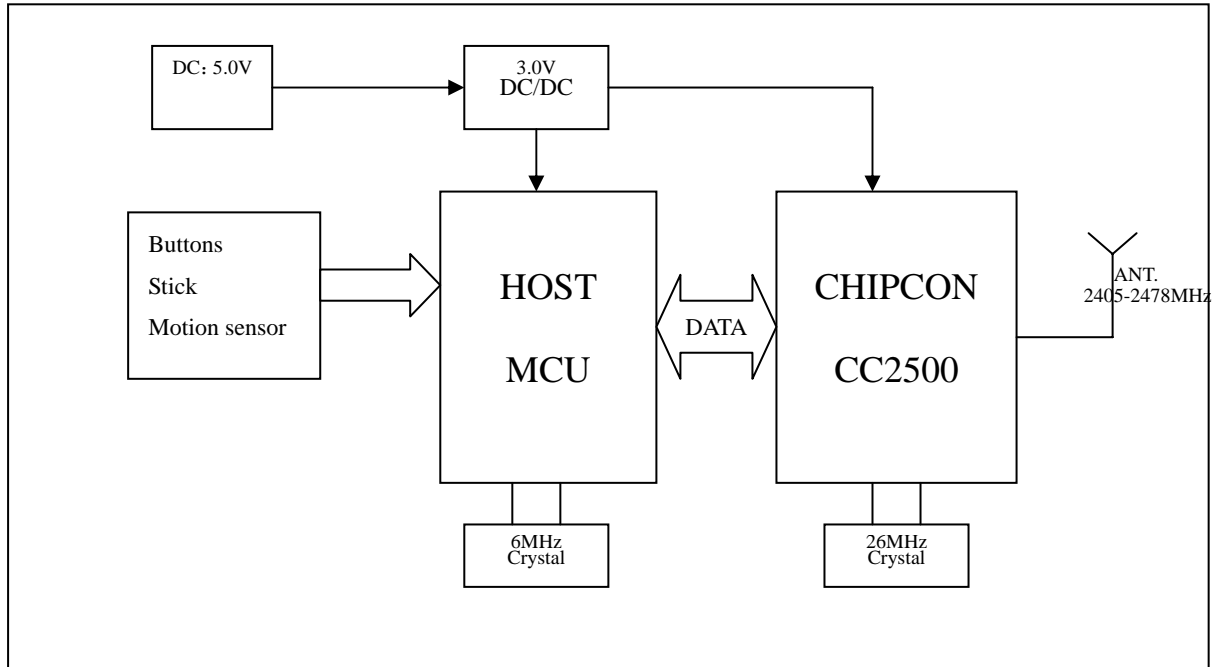 DC：5.0V
3.0V
DC/DC
Buttons
Stick
Motion sensor
HOST
MCU
DATA
CHIPCON
CC2500
ANT.
2405-2478MHz
6MHz
Crystal
26MHz
Crystal